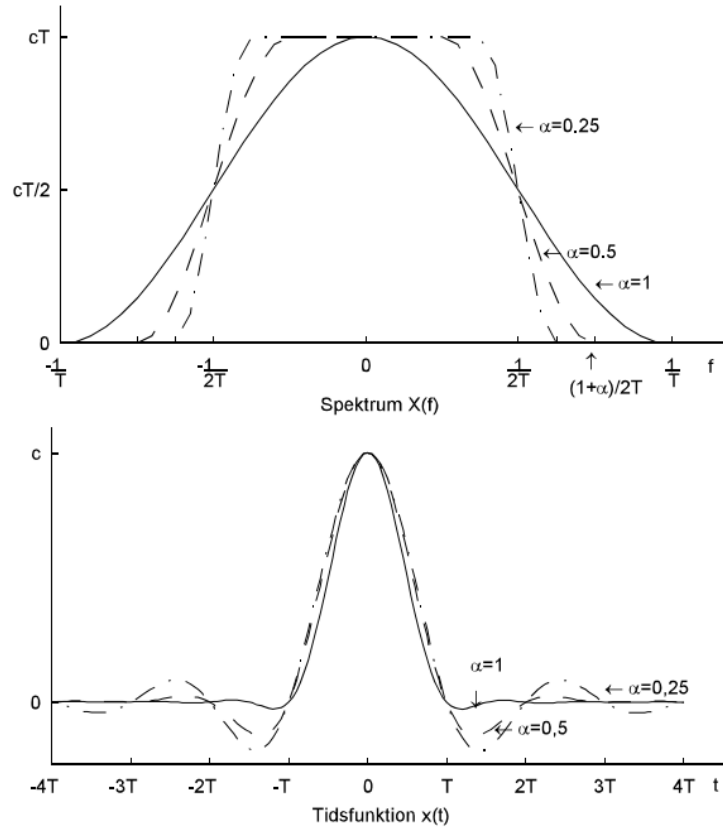 cT
← α=0.25
cT/2
← α=0.5
← α=1
0
-1/T
-1/2T
0
1/2T
↑
(1+α)/2T
1/T
f
Spektrum X(f)
c
α=1
↓
0
← α=0,25
← α=0,5
-4T -3T -2T -T 0 T 2T 3T 4T t
Tidsfunktion x(t)